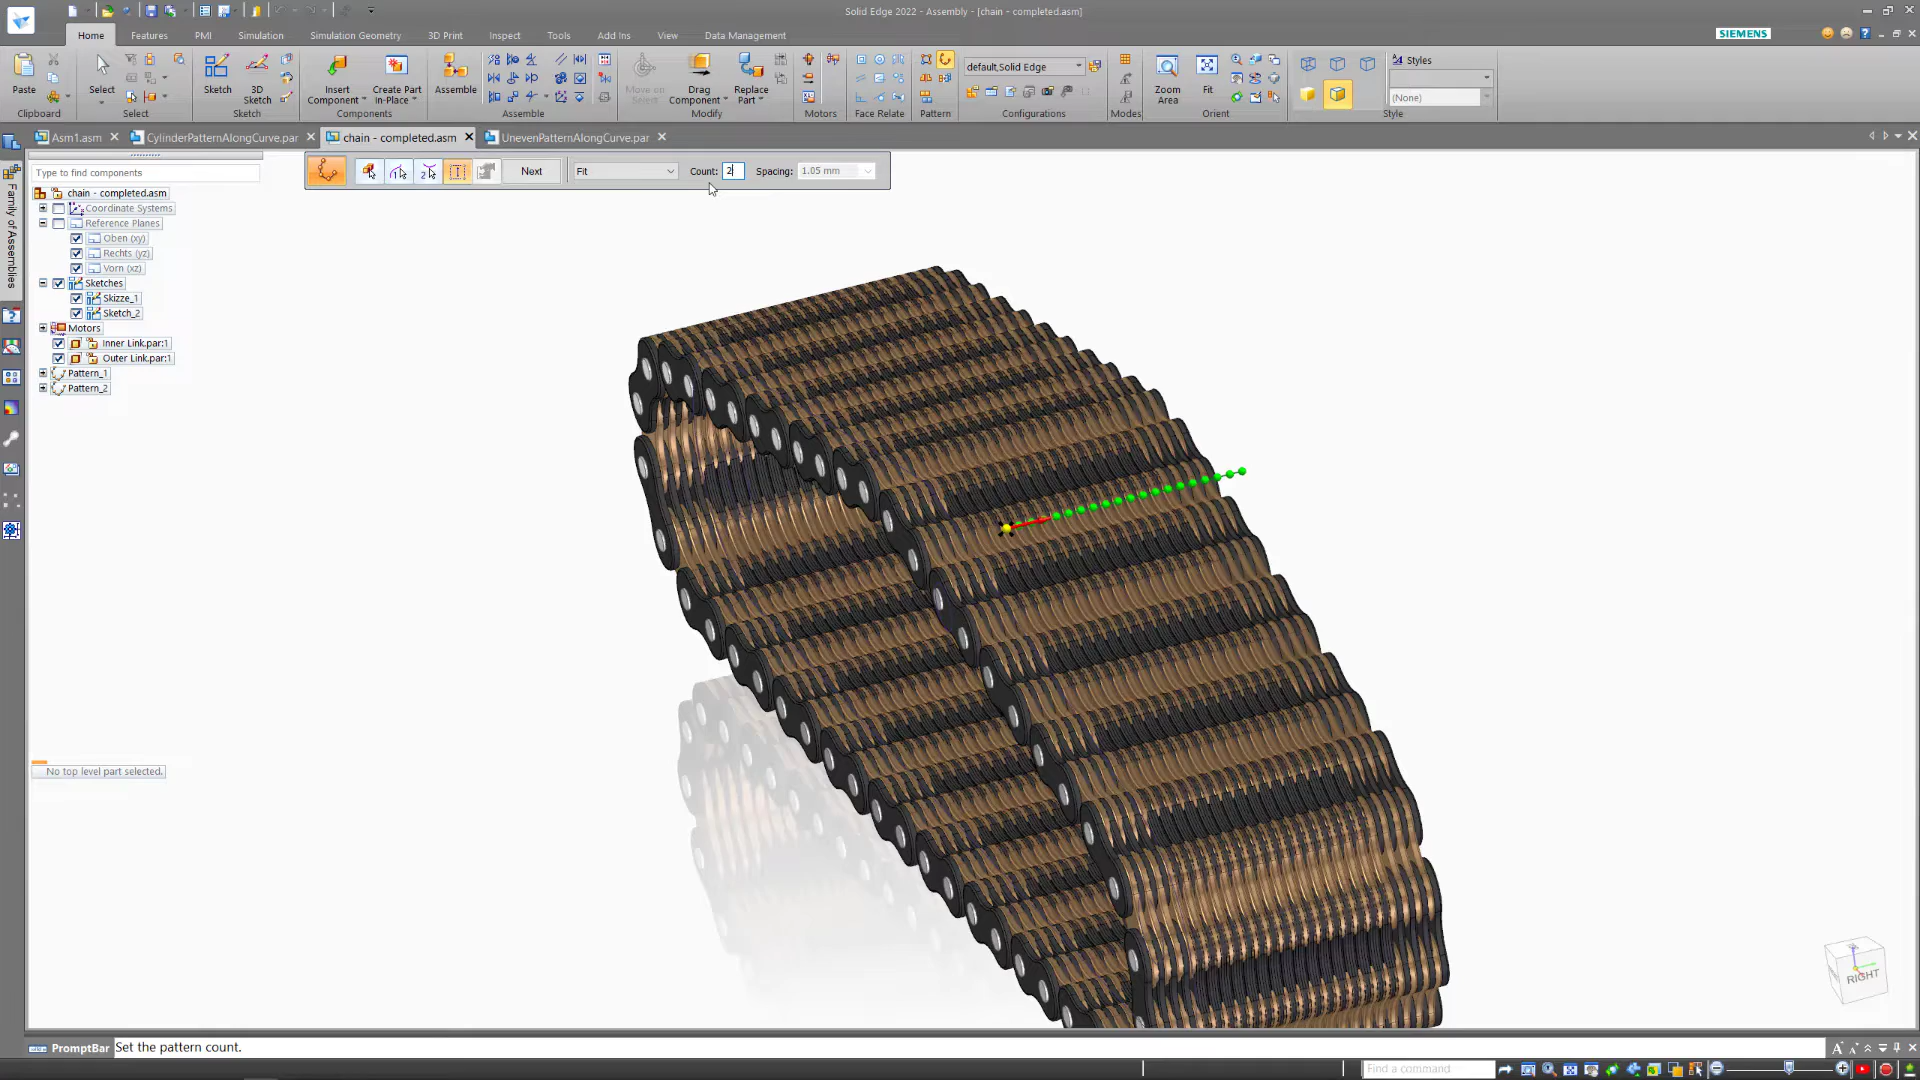 Solid Edge 2022 - Assembly - [chain - completed.asm]
Home Features PMI Simulation Simulation Geometry 3D Print Inspect Tools Add Ins View Data Management
SIEMENS
Paste
Clipboard
Select
Select
Sketch
3D Sketch
Sketch
Insert Component
Create Part In-Place
Components
Assemble
Assemble
Move on Select
Drag Component
Replace Part
Modify
Motors
Face Relate
Pattern
default,Solid Edge
Configurations
Modes
Zoom Area
Fit
Orient
Styles
(None)
Style
Asm1.asm
CylinderPatternAlongCurve.par
chain - completed.asm
UnevenPatternAlongCurve.par
Family of Assemblies
Type to find components
chain - completed.asm
Coordinate Systems
Reference Planes
Oben (xy)
Rechts (yz)
Vorn (xz)
Sketches
Skizze_1
Sketch_2
Motors
Inner Link.par:1
Outer Link.par:1
Pattern_1
Pattern_2
No top level part selected.
Next
Fit
Count: 2
Spacing: 1.05 mm
RIGHT
PromptBar
Set the pattern count.
Find a command